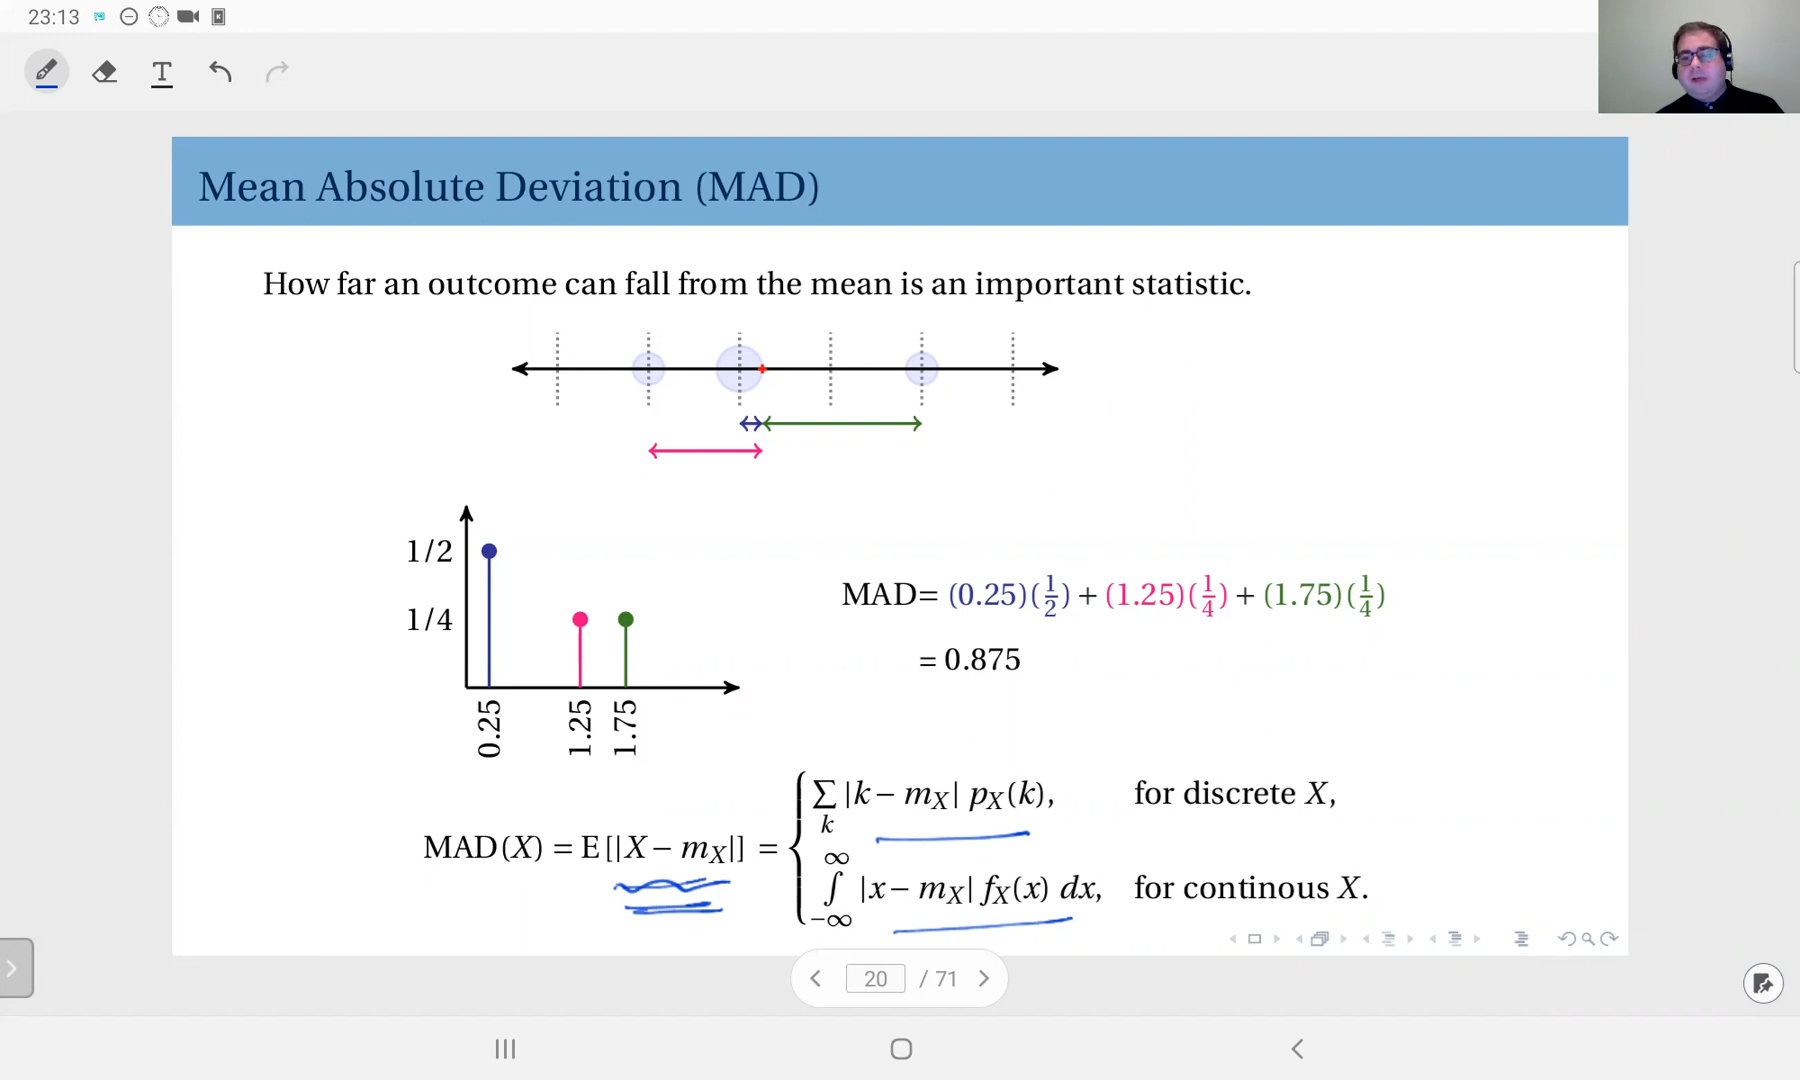 23:13
Mean Absolute Deviation (MAD)
How far an outcome can fall from the mean is an important statistic.
1/2
1/4
0.25
1.25
1.75
MAD= (0.25)(1/2) + (1.25)(1/4) + (1.75)(1/4)
= 0.875
MAD(X) = E[|X − m_X|] = { ∑_k |k − m_X| p_X(k), for discrete X,
∫_{−∞}^{∞} |x − m_X| f_X(x) dx, for continous X.
20 / 71